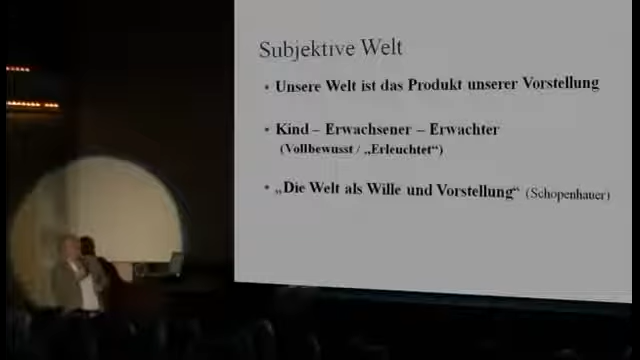 Subjektive Welt
• Unsere Welt ist das Produkt unserer Vorstellung
• Kind – Erwachsener – Erwachter
(Vollbewusst / „Erleuchtet“)
• „Die Welt als Wille und Vorstellung“ (Schopenhauer)